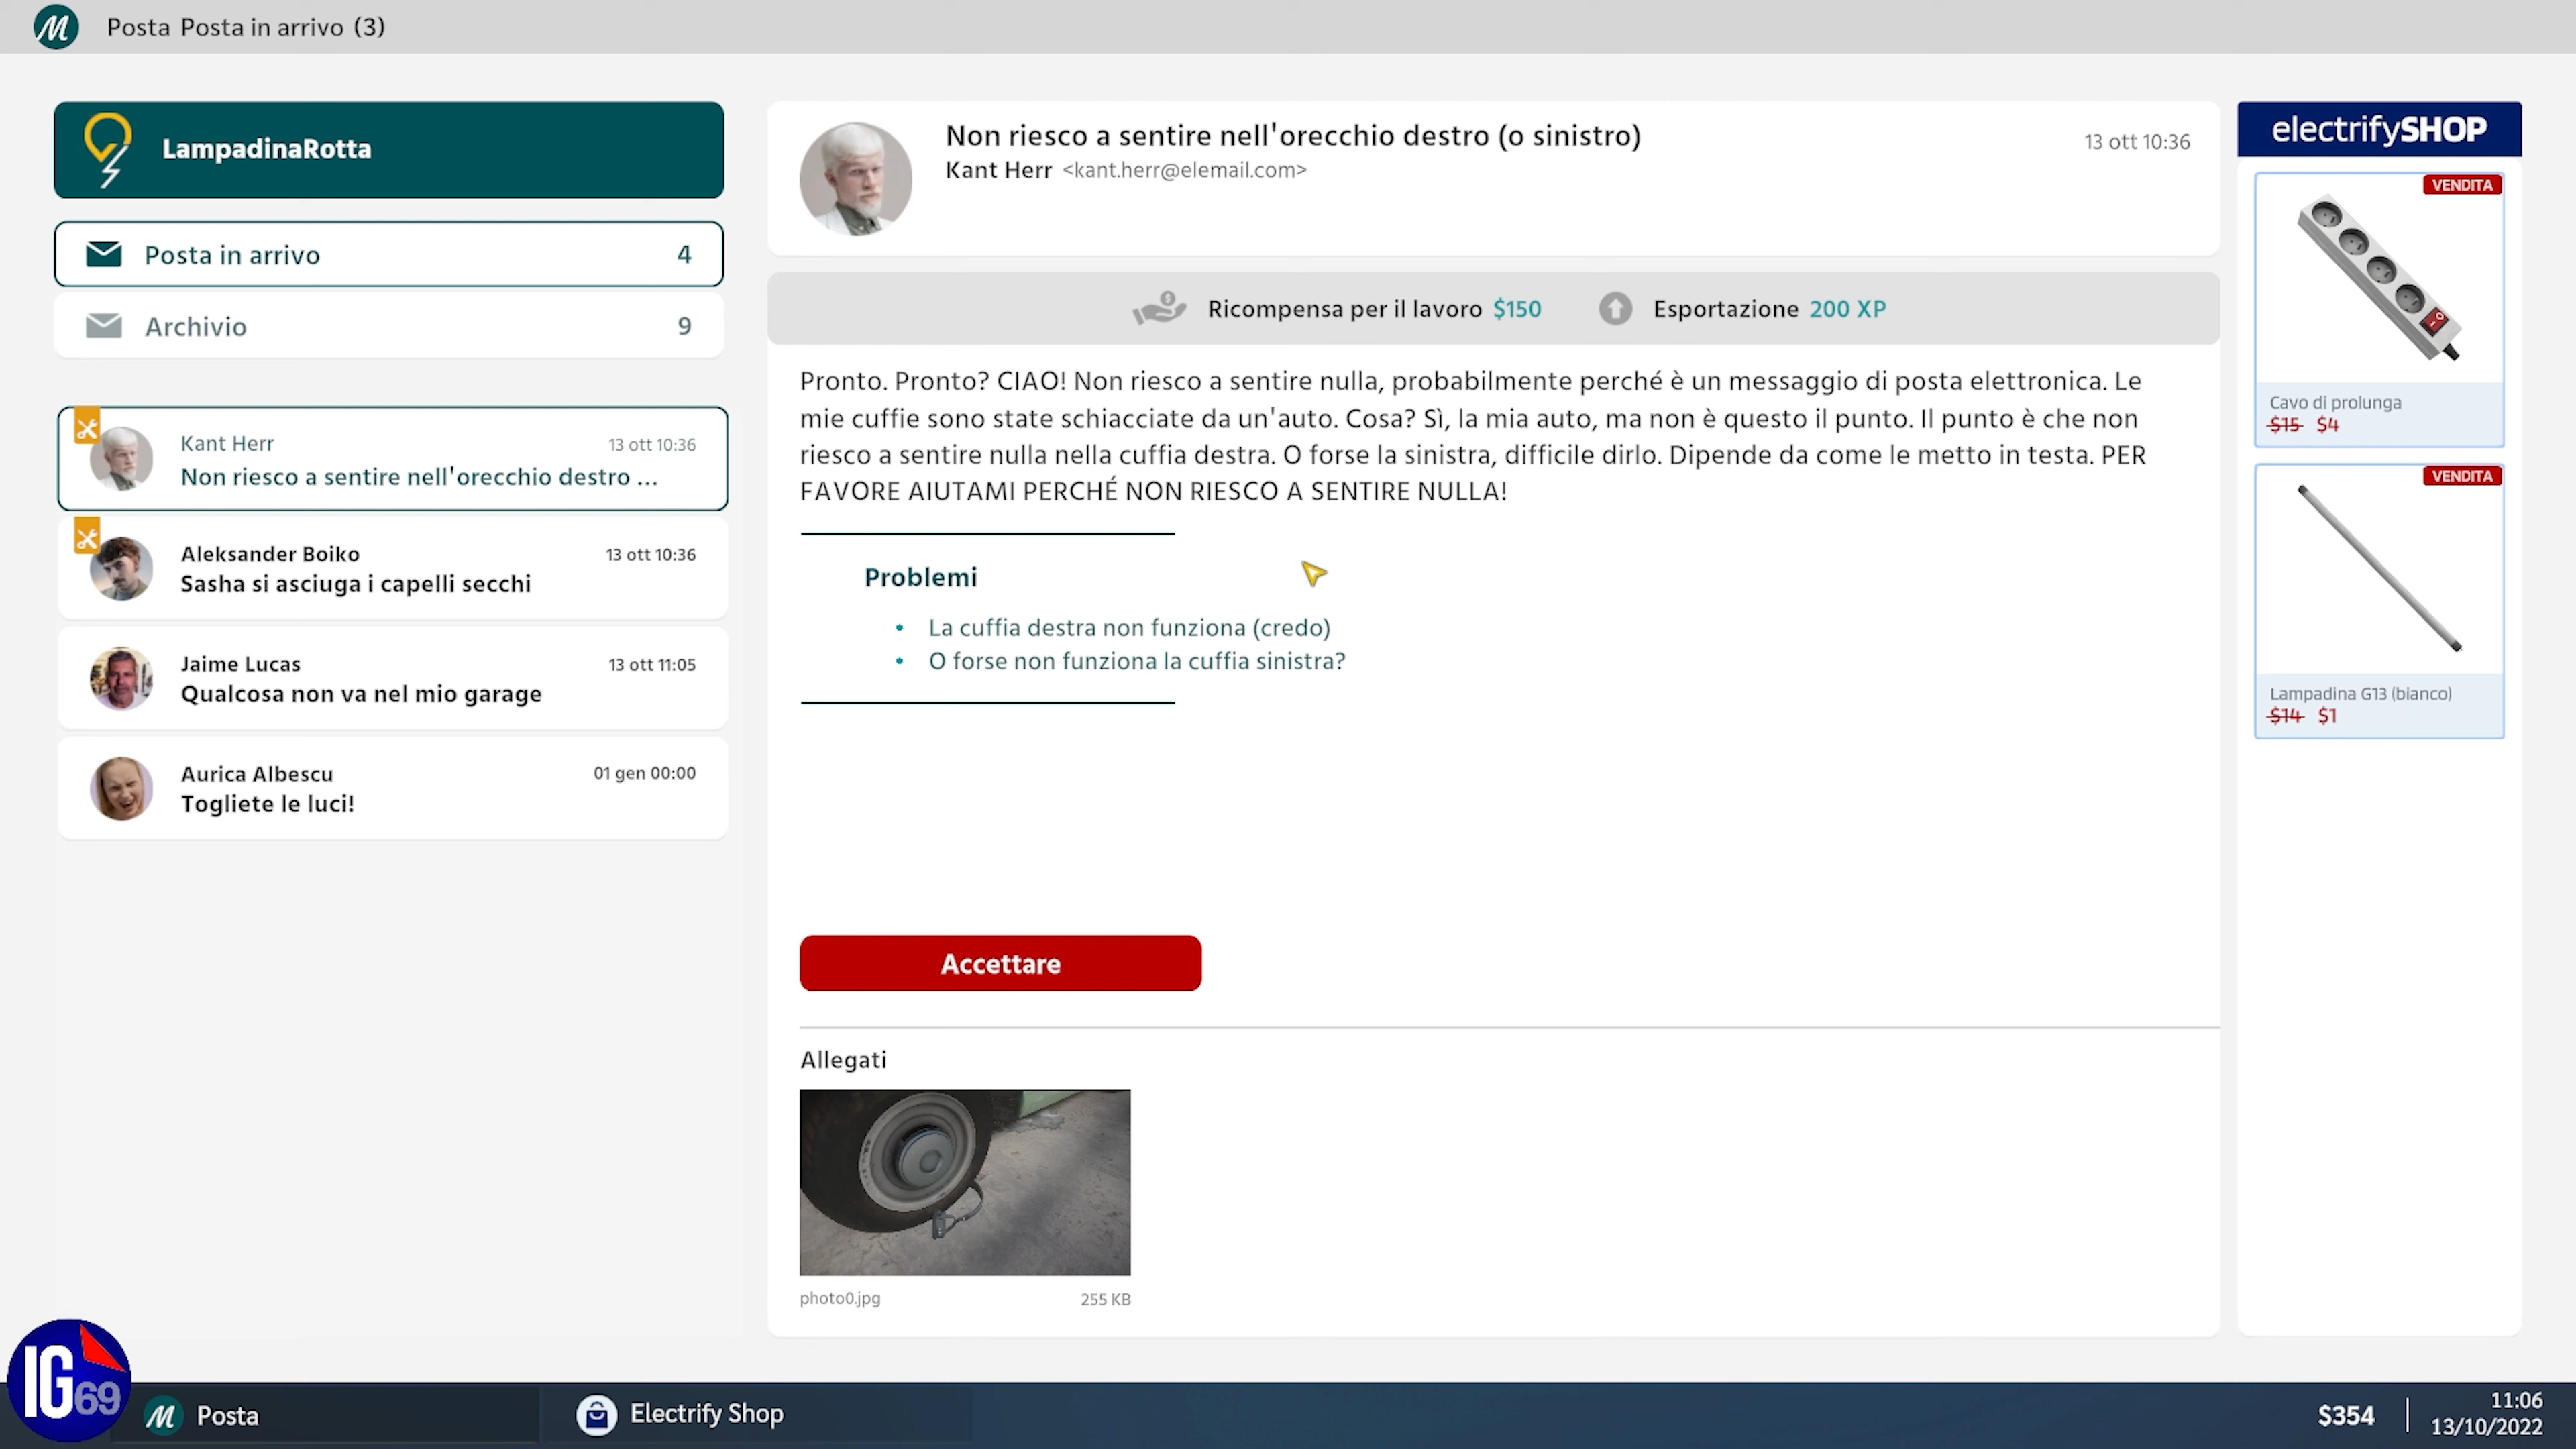 Posta Posta in arrivo (3)
LampadinaRotta
Posta in arrivo 4
Archivio 9
Kant Herr 13 ott 10:36
Non riesco a sentire nell'orecchio destro ...
Aleksander Boiko 13 ott 10:36
Sasha si asciuga i capelli secchi
Jaime Lucas 13 ott 11:05
Qualcosa non va nel mio garage
Aurica Albescu 01 gen 00:00
Togliete le luci!
Non riesco a sentire nell'orecchio destro (o sinistro)
13 ott 10:36
Kant Herr <kant.herr@elemail.com>
Ricompensa per il lavoro $150 Esportazione 200 XP
Pronto. Pronto? CIAO! Non riesco a sentire nulla, probabilmente perché è un messaggio di posta elettronica. Le
mie cuffie sono state schiacciate da un'auto. Cosa? Sì, la mia auto, ma non è questo il punto. Il punto è che non
riesco a sentire nulla nella cuffia destra. O forse la sinistra, difficile dirlo. Dipende da come le metto in testa. PER
FAVORE AIUTAMI PERCHÉ NON RIESCO A SENTIRE NULLA!
Problemi
• La cuffia destra non funziona (credo)
• O forse non funziona la cuffia sinistra?
Accettare
Allegati
photo0.jpg 255 KB
electrifySHOP
VENDITA
Cavo di prolunga
$15 $4
VENDITA
Lampadina G13 (bianco)
$14 $1
IG69
Posta
Electrify Shop
$354
11:06
13/10/2022